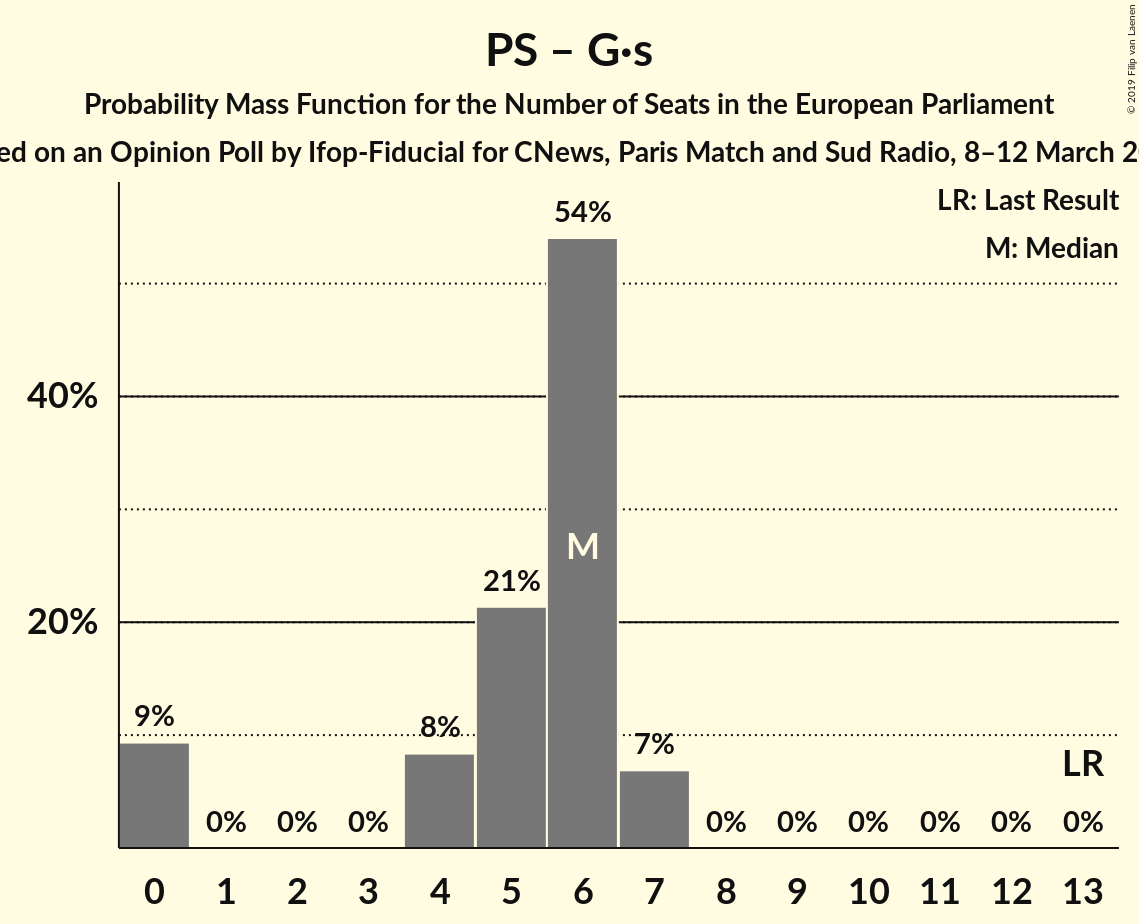 PS – G·s
Probability Mass Function for the Number of Seats in the European Parliament
on an Opinion Poll by Ifop-Fiducial for CNews, Paris Match and Sud Radio, 8–12 March
© 2019 Filip van Laenen
LR: Last Result
M: Median
54%
40%
M
21%
20%
9%
8%
7%
LR
0% 0% 0% 0% 0% 0% 0% 0% 0%
0 1 2 3 4 5 6 7 8 9 10 11 12 13